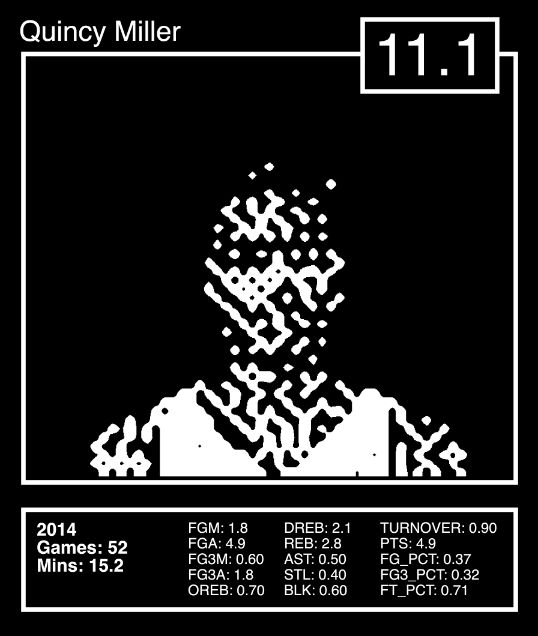 Quincy Miller
11.1
2014
Games: 52
Mins: 15.2
FGM: 1.8
FGA: 4.9
FG3M: 0.60
FG3A: 1.8
OREB: 0.70
DREB: 2.1
REB: 2.8
AST: 0.50
STL: 0.40
BLK: 0.60
TURNOVER: 0.90
PTS: 4.9
FG_PCT: 0.37
FG3_PCT: 0.32
FT_PCT: 0.71